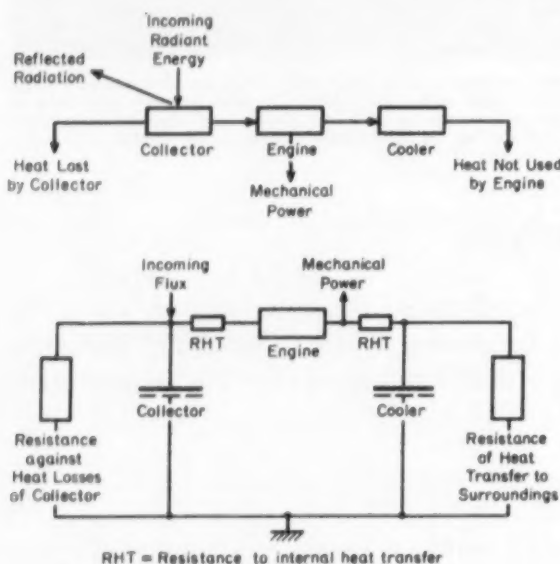 Incoming
Radiant
Energy
Reflected
Radiation
Collector
Engine
Cooler
Heat Lost
by Collector
Mechanical
Power
Heat Not Used
by Engine
Incoming
Flux
Mechanical
Power
RHT
Engine
RHT
Collector
Cooler
Resistance
against
Heat Losses
of Collector
Resistance
of Heat
Transfer to
Surroundings
RHT = Resistance to internal heat transfer